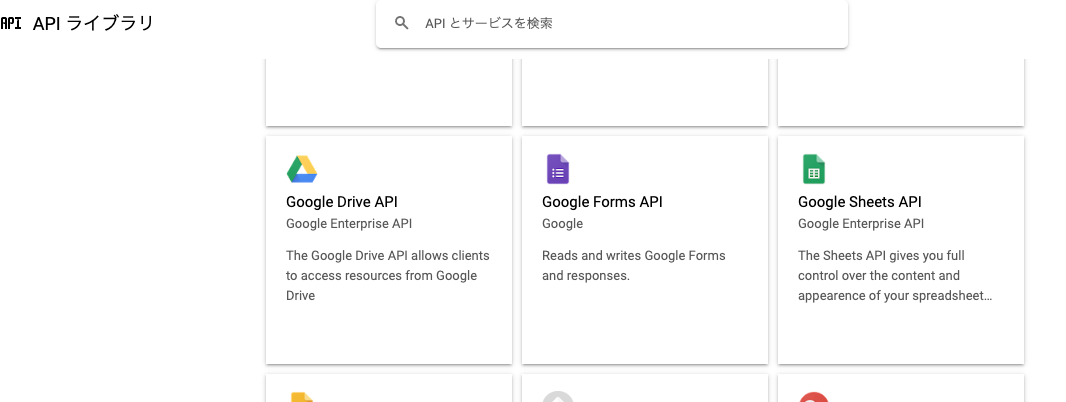 API API ライブラリ
API とサービスを検索
Google Drive API
Google Enterprise API
The Google Drive API allows clients
to access resources from Google
Drive
Google Forms API
Google
Reads and writes Google Forms
and responses.
Google Sheets API
Google Enterprise API
The Sheets API gives you full
control over the content and
appearence of your spreadsheet…